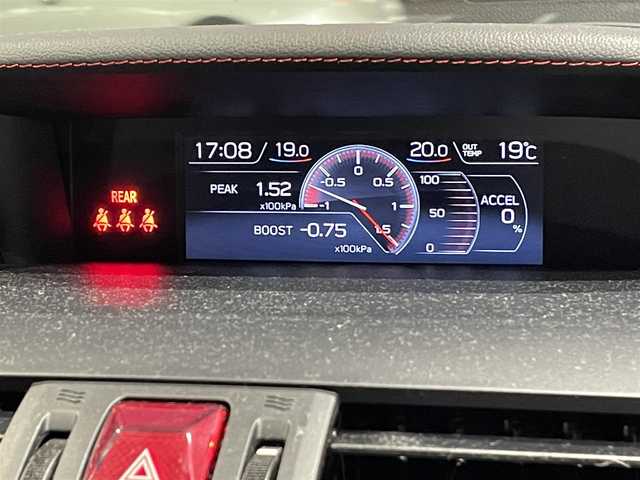 17:08 19.0 20.0 OUT TEMP 19°C
REAR
PEAK 1.52 x100kPa
BOOST -0.75 x100kPa
-1 -0.5 0 0.5 1 1.5
100
50
0
ACCEL
0 %